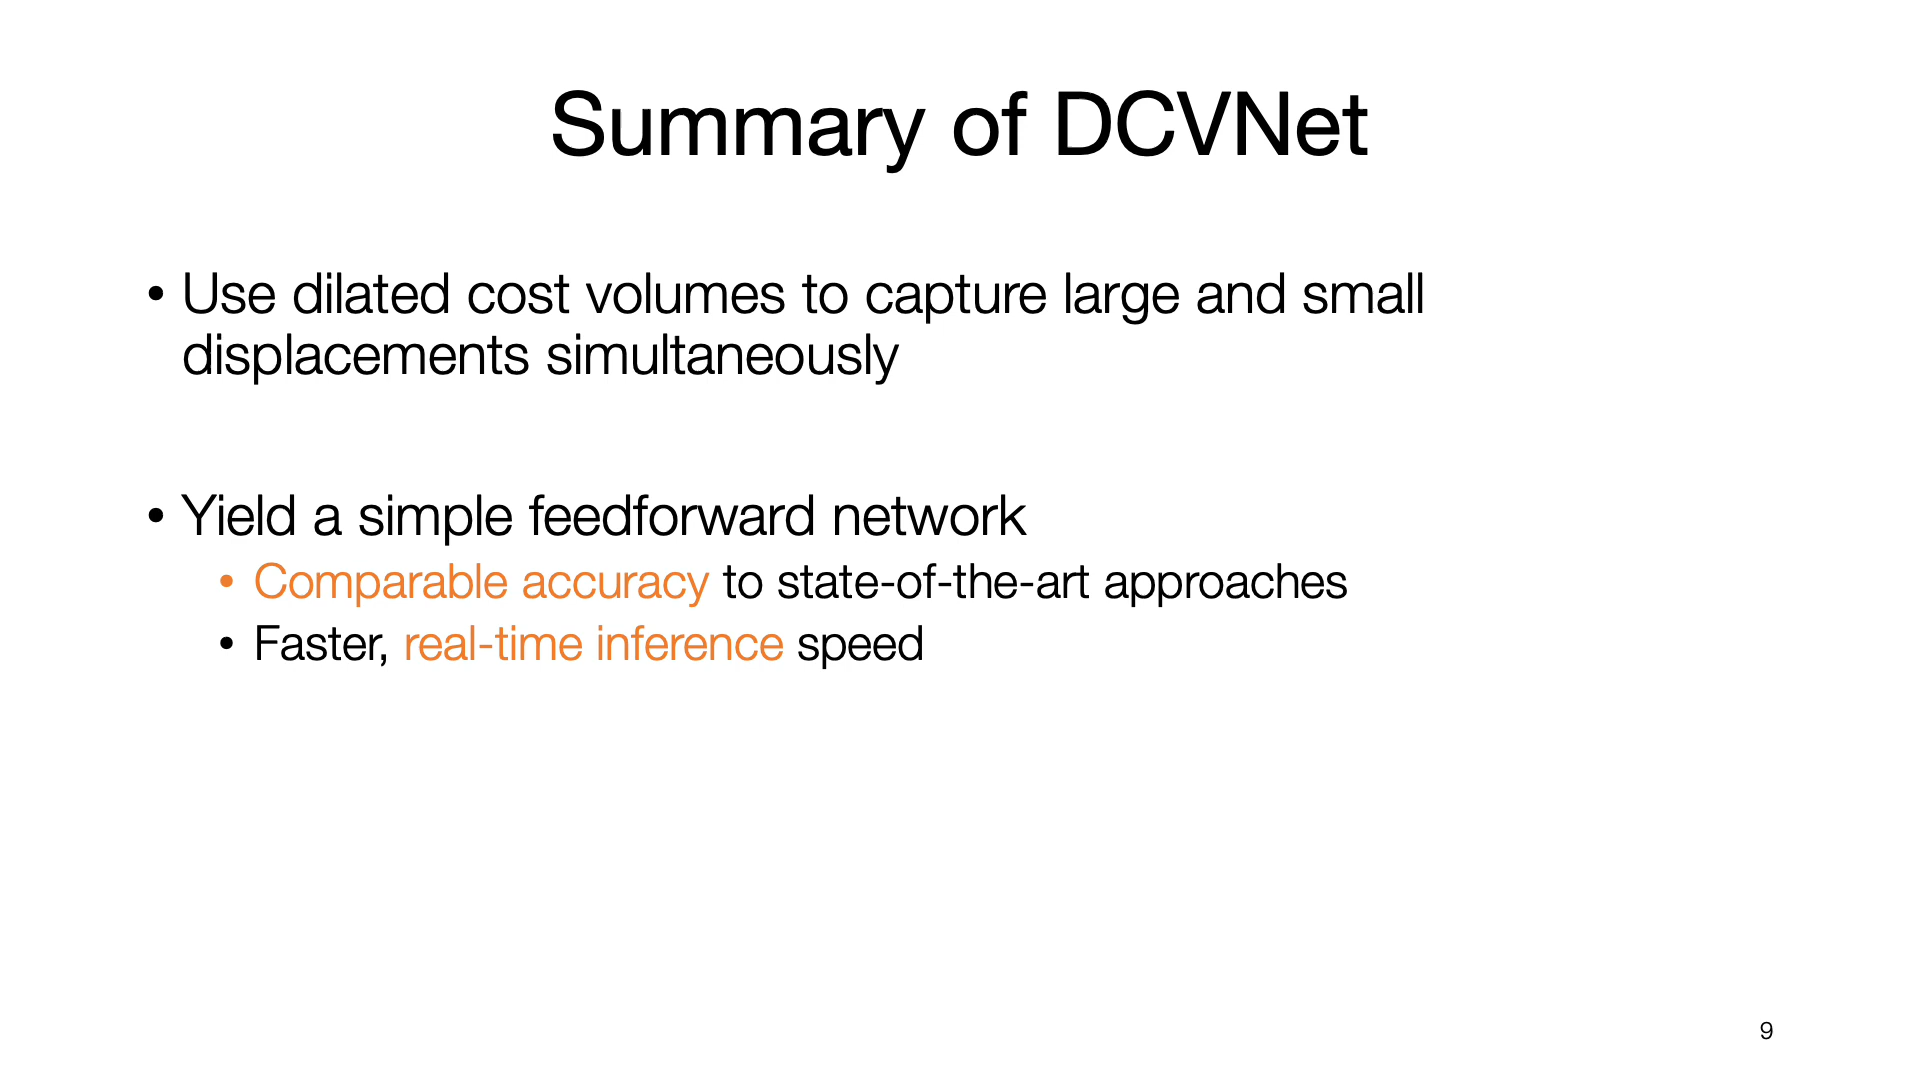 Summary of DCVNet
• Use dilated cost volumes to capture large and small
displacements simultaneously
• Yield a simple feedforward network
• Comparable accuracy to state-of-the-art approaches
• Faster, real-time inference speed
9